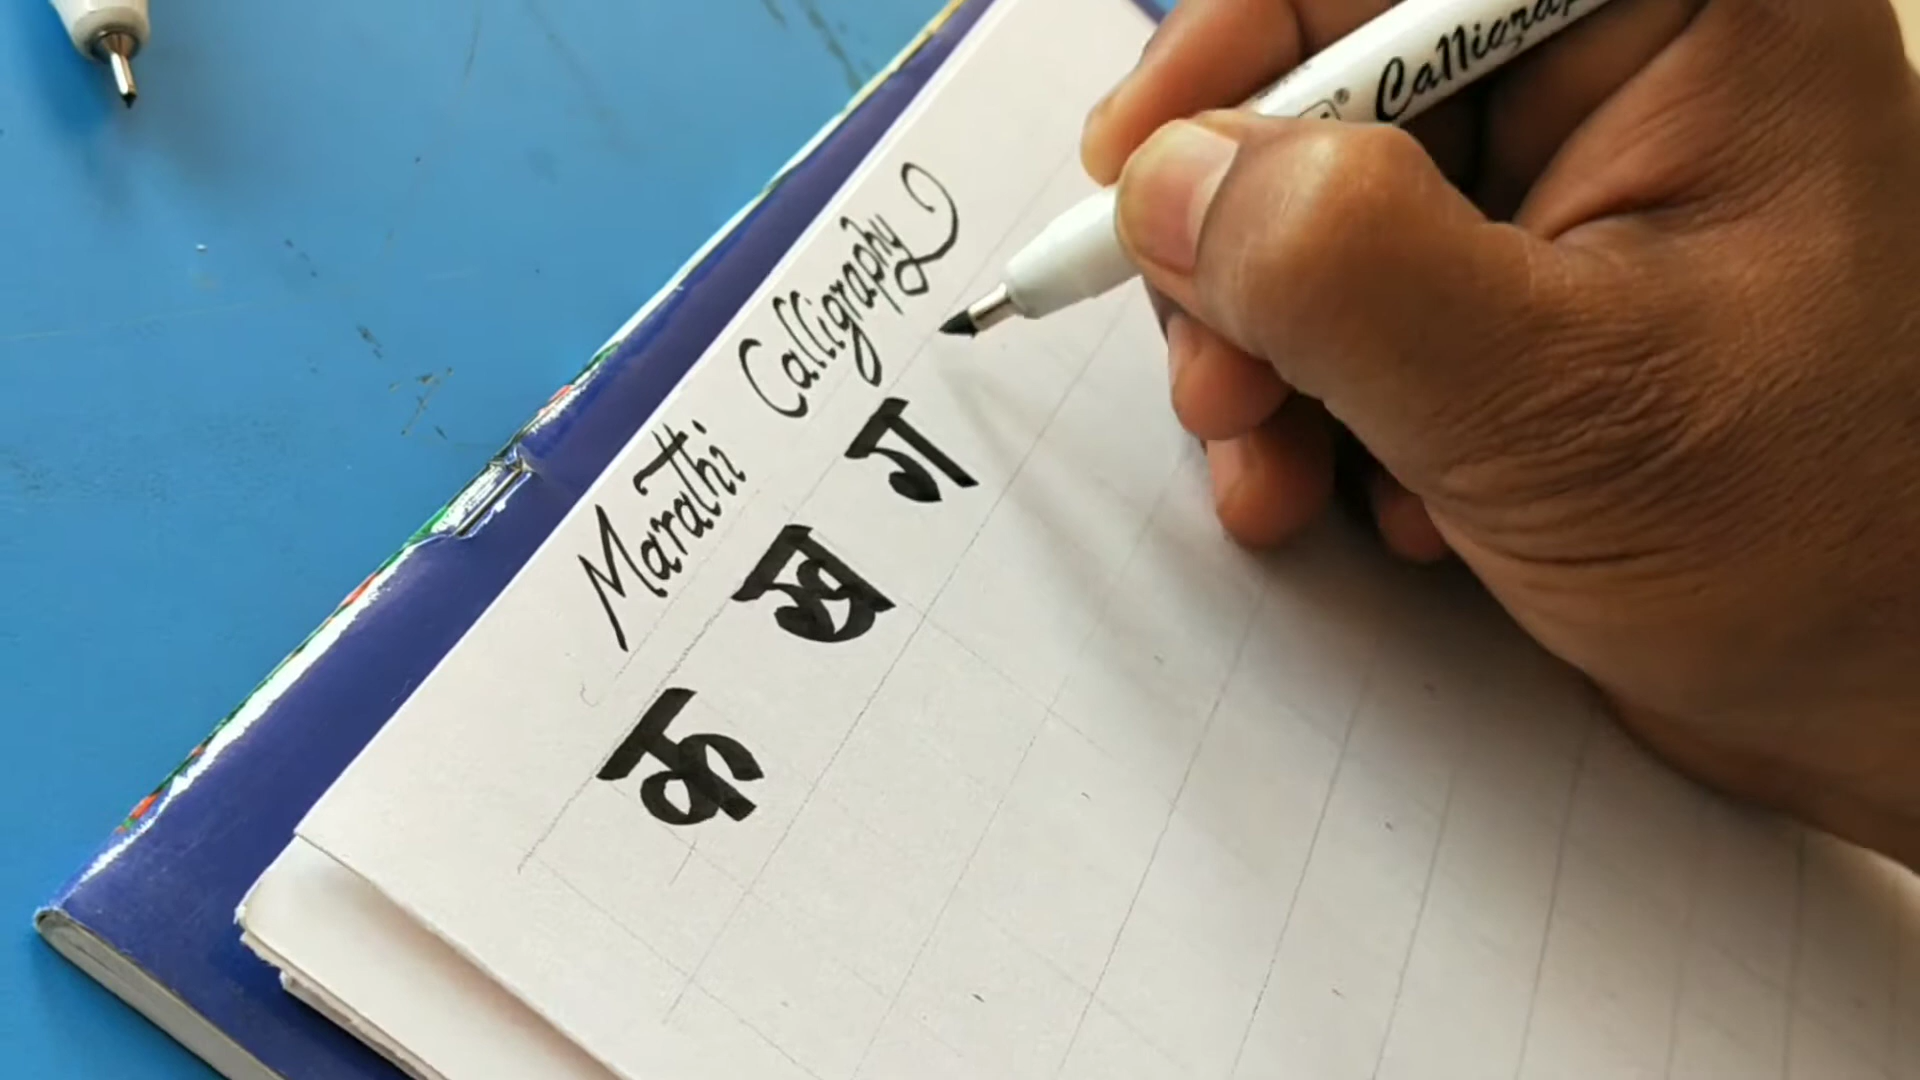 Marathi Calligraphy
क ख ग